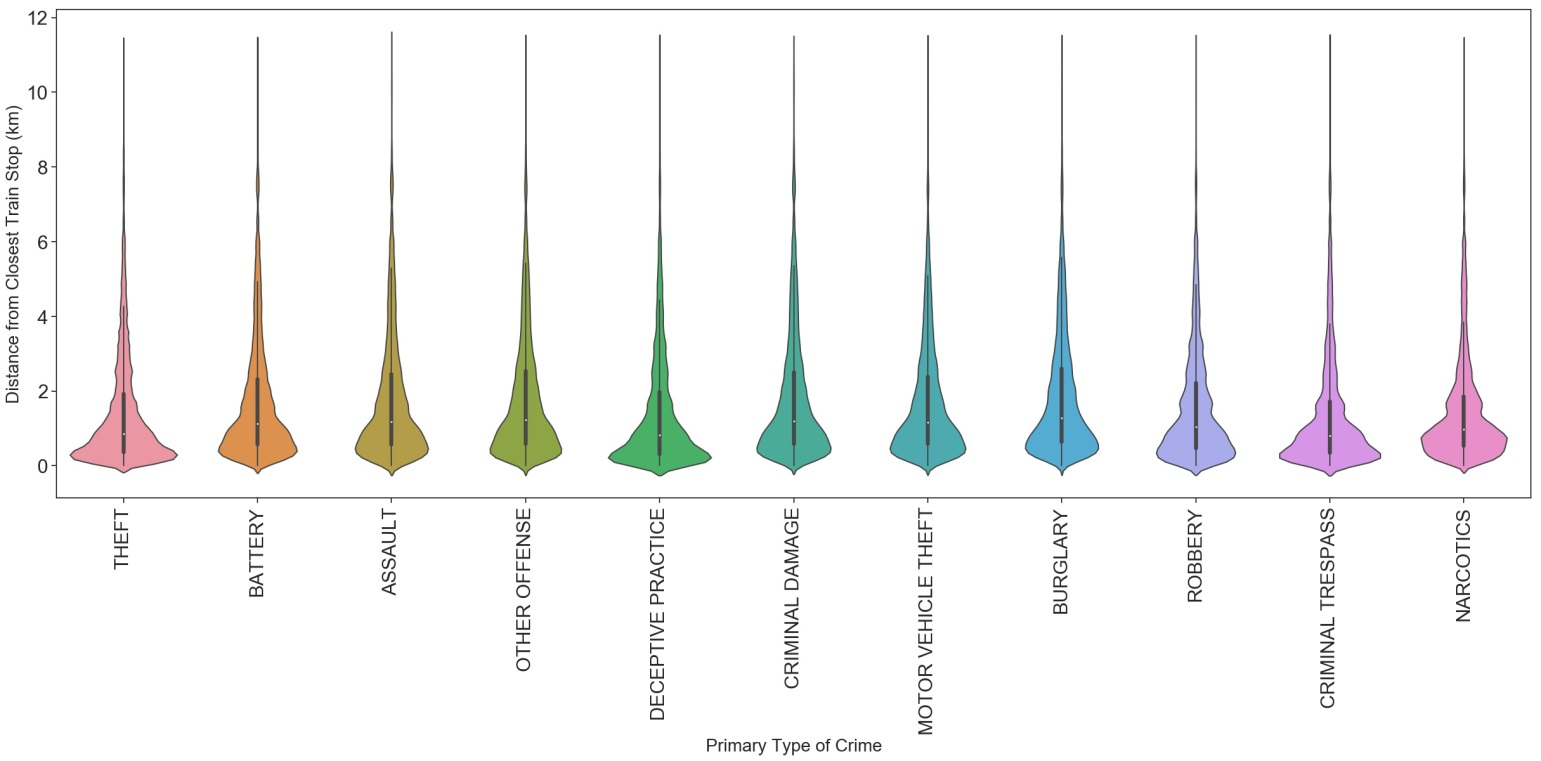 12
10
8
6
4
2
0
Distance from Closest Train Stop (km)
THEFT
BATTERY
ASSAULT
OTHER OFFENSE
DECEPTIVE PRACTICE
CRIMINAL DAMAGE
MOTOR VEHICLE THEFT
BURGLARY
ROBBERY
CRIMINAL TRESPASS
NARCOTICS
Primary Type of Crime